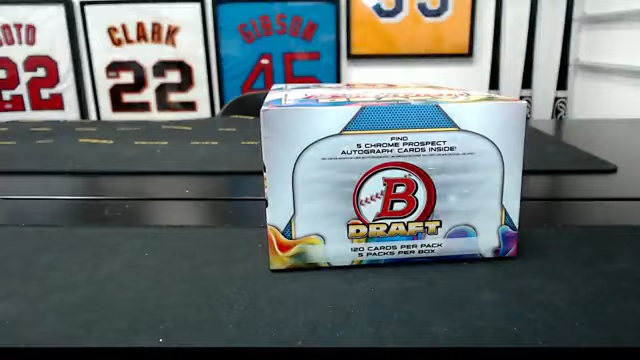 OTO
22
CLARK
22
GIBSON
45
FIND
5 CHROME PROSPECT
AUTOGRAPH CARDS INSIDE!
B
DRAFT
120 CARDS PER PACK
5 PACKS PER BOX